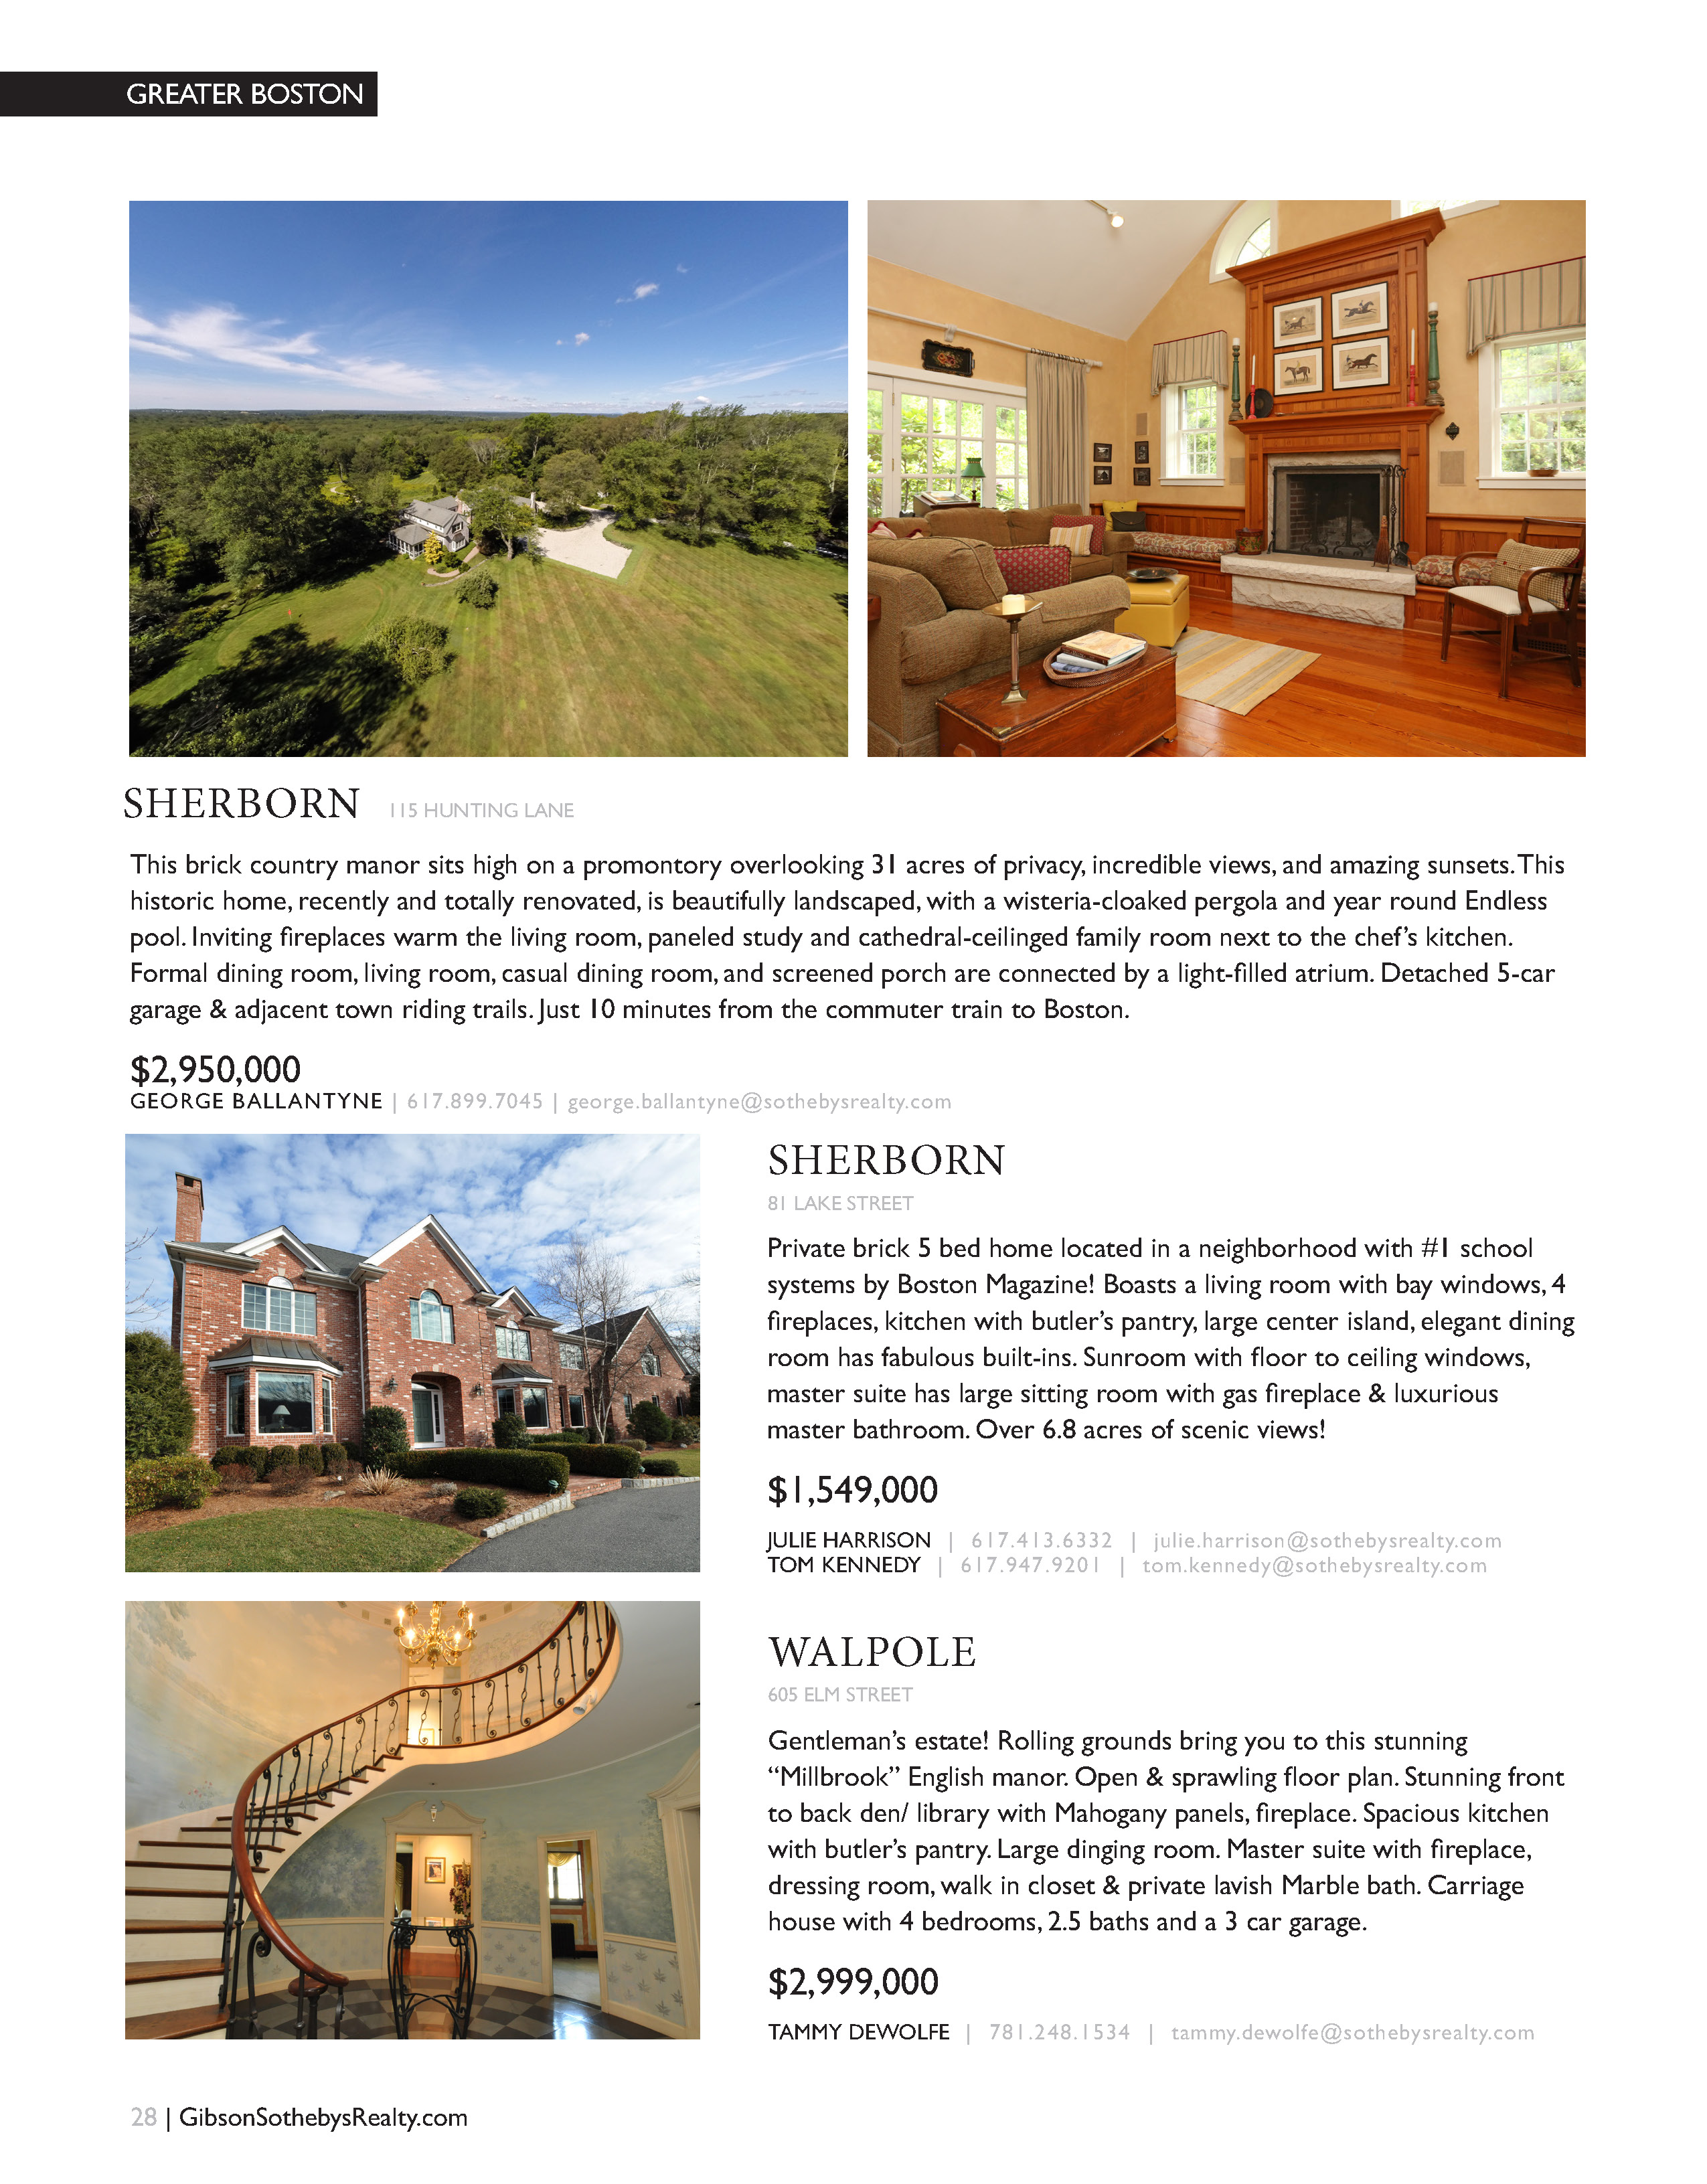 GREATER BOSTON
SHERBORN 115 HUNTING LANE
This brick country manor sits high on a promontory overlooking 31 acres of privacy, incredible views, and amazing sunsets. This
historic home, recently and totally renovated, is beautifully landscaped, with a wisteria-cloaked pergola and year round Endless
pool. Inviting fireplaces warm the living room, paneled study and cathedral-ceilinged family room next to the chef’s kitchen.
Formal dining room, living room, casual dining room, and screened porch are connected by a light-filled atrium. Detached 5-car
garage & adjacent town riding trails. Just 10 minutes from the commuter train to Boston.
$2,950,000
GEORGE BALLANTYNE | 617.899.7045 | george.ballantyne@sothebysrealty.com
SHERBORN
81 LAKE STREET
Private brick 5 bed home located in a neighborhood with #1 school
systems by Boston Magazine! Boasts a living room with bay windows, 4
fireplaces, kitchen with butler’s pantry, large center island, elegant dining
room has fabulous built-ins. Sunroom with floor to ceiling windows,
master suite has large sitting room with gas fireplace & luxurious
master bathroom. Over 6.8 acres of scenic views!
$1,549,000
JULIE HARRISON | 617.413.6332 | julie.harrison@sothebysrealty.com
TOM KENNEDY | 617.947.9201 | tom.kennedy@sothebysrealty.com
WALPOLE
605 ELM STREET
Gentleman’s estate! Rolling grounds bring you to this stunning
“Millbrook” English manor. Open & sprawling floor plan. Stunning front
to back den/ library with Mahogany panels, fireplace. Spacious kitchen
with butler’s pantry. Large dinging room. Master suite with fireplace,
dressing room, walk in closet & private lavish Marble bath. Carriage
house with 4 bedrooms, 2.5 baths and a 3 car garage.
$2,999,000
TAMMY DEWOLFE | 781.248.1534 | tammy.dewolfe@sothebysrealty.com
28 | GibsonSothebysRealty.com